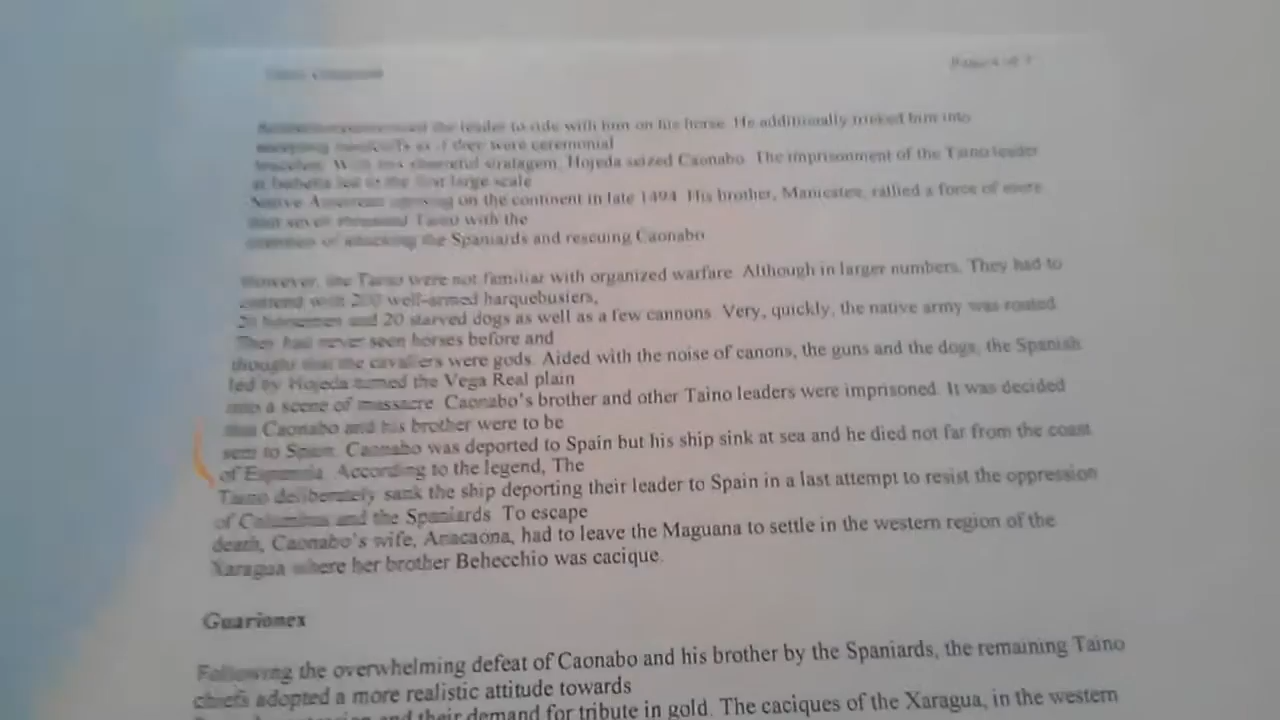 the leader to ride with him on his horse. He additionally tricked him into
they were ceremonial
stratagem, Hojeda seized Caonabo. The imprisonment of the Taino leader
large scale
Native American uprising on the continent in late 1494. His brother, Manicatex, rallied a force of more
than seven thousand Taino with the
the Spaniards and rescuing Caonabo.
However, the Taino were not familiar with organized warfare. Although in larger numbers, They had to
contend with 200 well-armed harquebusiers,
20 horsemen and 20 starved dogs as well as a few cannons. Very, quickly, the native army was routed.
They had never seen horses before and
thought that the cavaliers were gods. Aided with the noise of canons, the guns and the dogs, the Spanish
led by Hojeda turned the Vega Real plain
into a scene of massacre. Caonabo's brother and other Taino leaders were imprisoned. It was decided
that Caonabo and his brother were to be
sent to Spain. Caonabo was deported to Spain but his ship sink at sea and he died not far from the coast
of Espanola. According to the legend, The
Taino deliberately sank the ship deporting their leader to Spain in a last attempt to resist the oppression
of Columbus and the Spaniards. To escape
death, Caonabo's wife, Anacaona, had to leave the Maguana to settle in the western region of the
Xaragua where her brother Behecchio was cacique.
Guarionex
Following the overwhelming defeat of Caonabo and his brother by the Spaniards, the remaining Taino
chiefs adopted a more realistic attitude towards
and their demand for tribute in gold. The caciques of the Xaragua, in the western